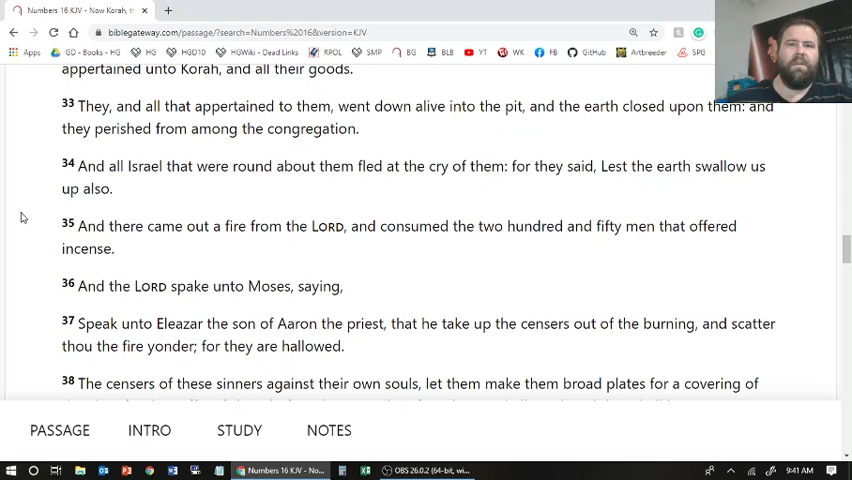 Numbers 16 KJV - Now Korah, th
biblegateway.com/passage/?search=Numbers%2016&version=KJV
Apps GD - Books - HG HG HGD10 HGWiki - Dead Links RPOL SMP BG BLB YT WK FB GitHub Artbreeder SPG
appertained unto Korah, and all their goods.
33 They, and all that appertained to them, went down alive into the pit, and the earth closed upon them: and
they perished from among the congregation.
34 And all Israel that were round about them fled at the cry of them: for they said, Lest the earth swallow us
up also.
35 And there came out a fire from the LORD, and consumed the two hundred and fifty men that offered
incense.
36 And the LORD spake unto Moses, saying,
37 Speak unto Eleazar the son of Aaron the priest, that he take up the censers out of the burning, and scatter
thou the fire yonder; for they are hallowed.
38 The censers of these sinners against their own souls, let them make them broad plates for a covering of
PASSAGE INTRO STUDY NOTES
Numbers 16 KJV - No... OBS 26.0.2 (64-bit, wi... 9:41 AM